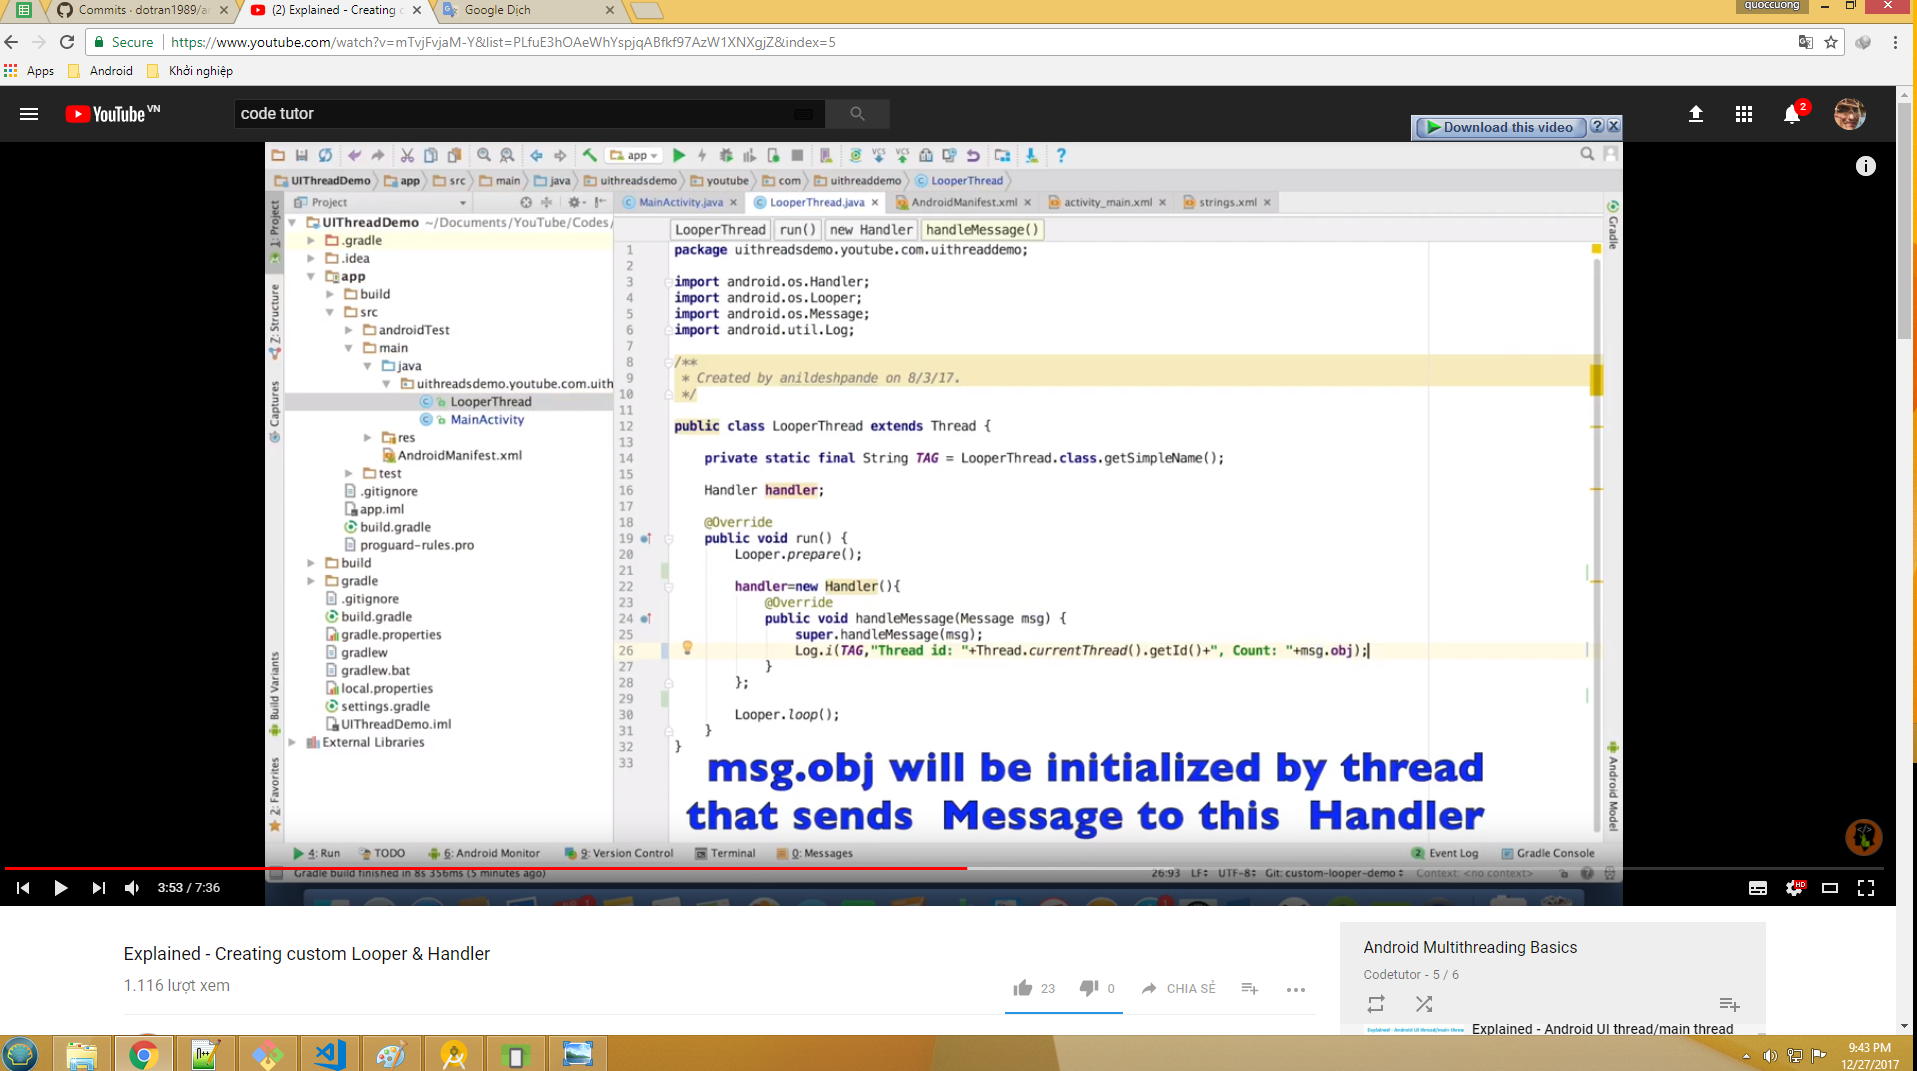 quoccuong
Commits · dotran1989/a
(2) Explained - Creating
Google Dịch
Secure
https://www.youtube.com/watch?v=mTvjFvjaM-Y&list=PLfuE3hOAeWhYspjqABfkf97AzW1XNXgjZ&index=5
Apps
Android
Khởi nghiệp
YouTube VN
code tutor
Download this video
2
app
UIThreadDemo
app
src
main
java
uithreadsdemo
youtube
com
uithreaddemo
LooperThread
Project
MainActivity.java
LooperThread.java
AndroidManifest.xml
activity_main.xml
strings.xml
1: Project
Z: Structure
Captures
Build Variants
2: Favorites
UIThreadDemo ~/Documents/YouTube/Codes/
.gradle
.idea
app
build
src
androidTest
main
java
uithreadsdemo.youtube.com.uith
LooperThread
MainActivity
res
AndroidManifest.xml
test
.gitignore
app.iml
build.gradle
proguard-rules.pro
build
gradle
.gitignore
build.gradle
gradle.properties
gradlew
gradlew.bat
local.properties
settings.gradle
UIThreadDemo.iml
External Libraries
LooperThread run() new Handler handleMessage()
1 package uithreadsdemo.youtube.com.uithreaddemo;
2
3 import android.os.Handler;
4 import android.os.Looper;
5 import android.os.Message;
6 import android.util.Log;
7
8 /**
9 * Created by anildeshpande on 8/3/17.
10 */
11
12 public class LooperThread extends Thread {
13
14 private static final String TAG = LooperThread.class.getSimpleName();
15
16 Handler handler;
17
18 @Override
19 public void run() {
20 Looper.prepare();
21
22 handler=new Handler(){
23 @Override
24 public void handleMessage(Message msg) {
25 super.handleMessage(msg);
26 Log.i(TAG,"Thread id: "+Thread.currentThread().getId()+", Count: "+msg.obj);
27 }
28 };
29
30 Looper.loop();
31 }
32 }
33
msg.obj will be initialized by thread
that sends Message to this Handler
Gradle
Android Model
4: Run
TODO
6: Android Monitor
9: Version Control
Terminal
0: Messages
2 Event Log
Gradle Console
Gradle build finished in 8s 356ms (5 minutes ago)
26:93 LF÷ UTF-8÷ Git: custom-looper-demo÷ Context: <no context>
3:53 / 7:36
HD
Explained - Creating custom Looper & Handler
1.116 lượt xem
23
0
CHIA SẺ
Android Multithreading Basics
Codetutor - 5 / 6
Explained - Android UI thread/main thread
9:43 PM
12/27/2017